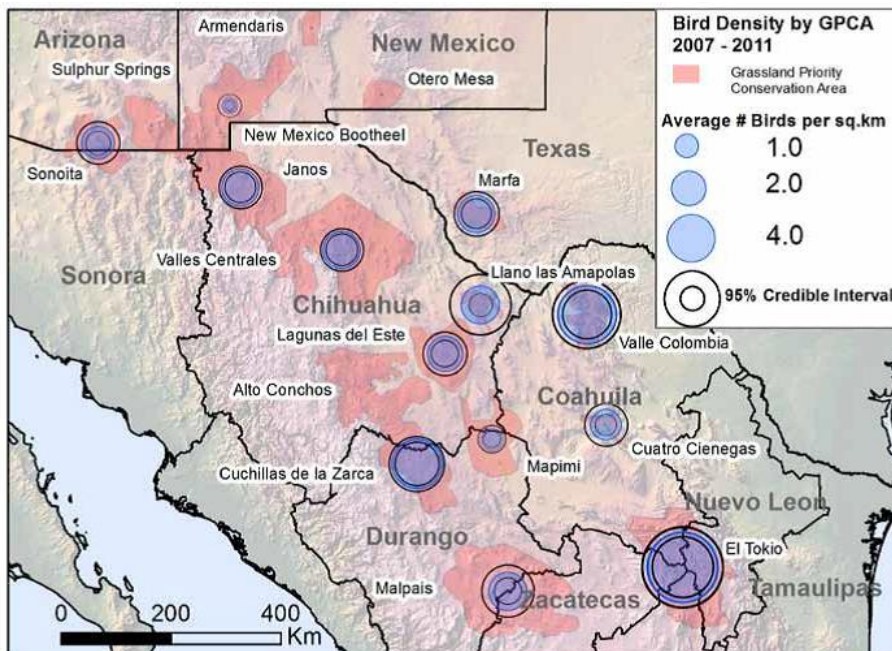 Arizona
Armendaris
New Mexico
Sulphur Springs
Otero Mesa
New Mexico Bootheel
Texas
Sonoita
Janos
Marfa
Valles Centrales
Sonora
Llano las Amapolas
Chihuahua
Lagunas del Este
Valle Colombia
Alto Conchos
Coahuila
Cuchillas de la Zarca
Mapimi
Cuatro Cienegas
Nuevo Leon
Durango
El Tokio
Malpais
Zacatecas
Tamaulipas
0 200 400
Km
Bird Density by GPCA
2007 - 2011
Grassland Priority
Conservation Area
Average # Birds per sq.km
1.0
2.0
4.0
95% Credible Interval